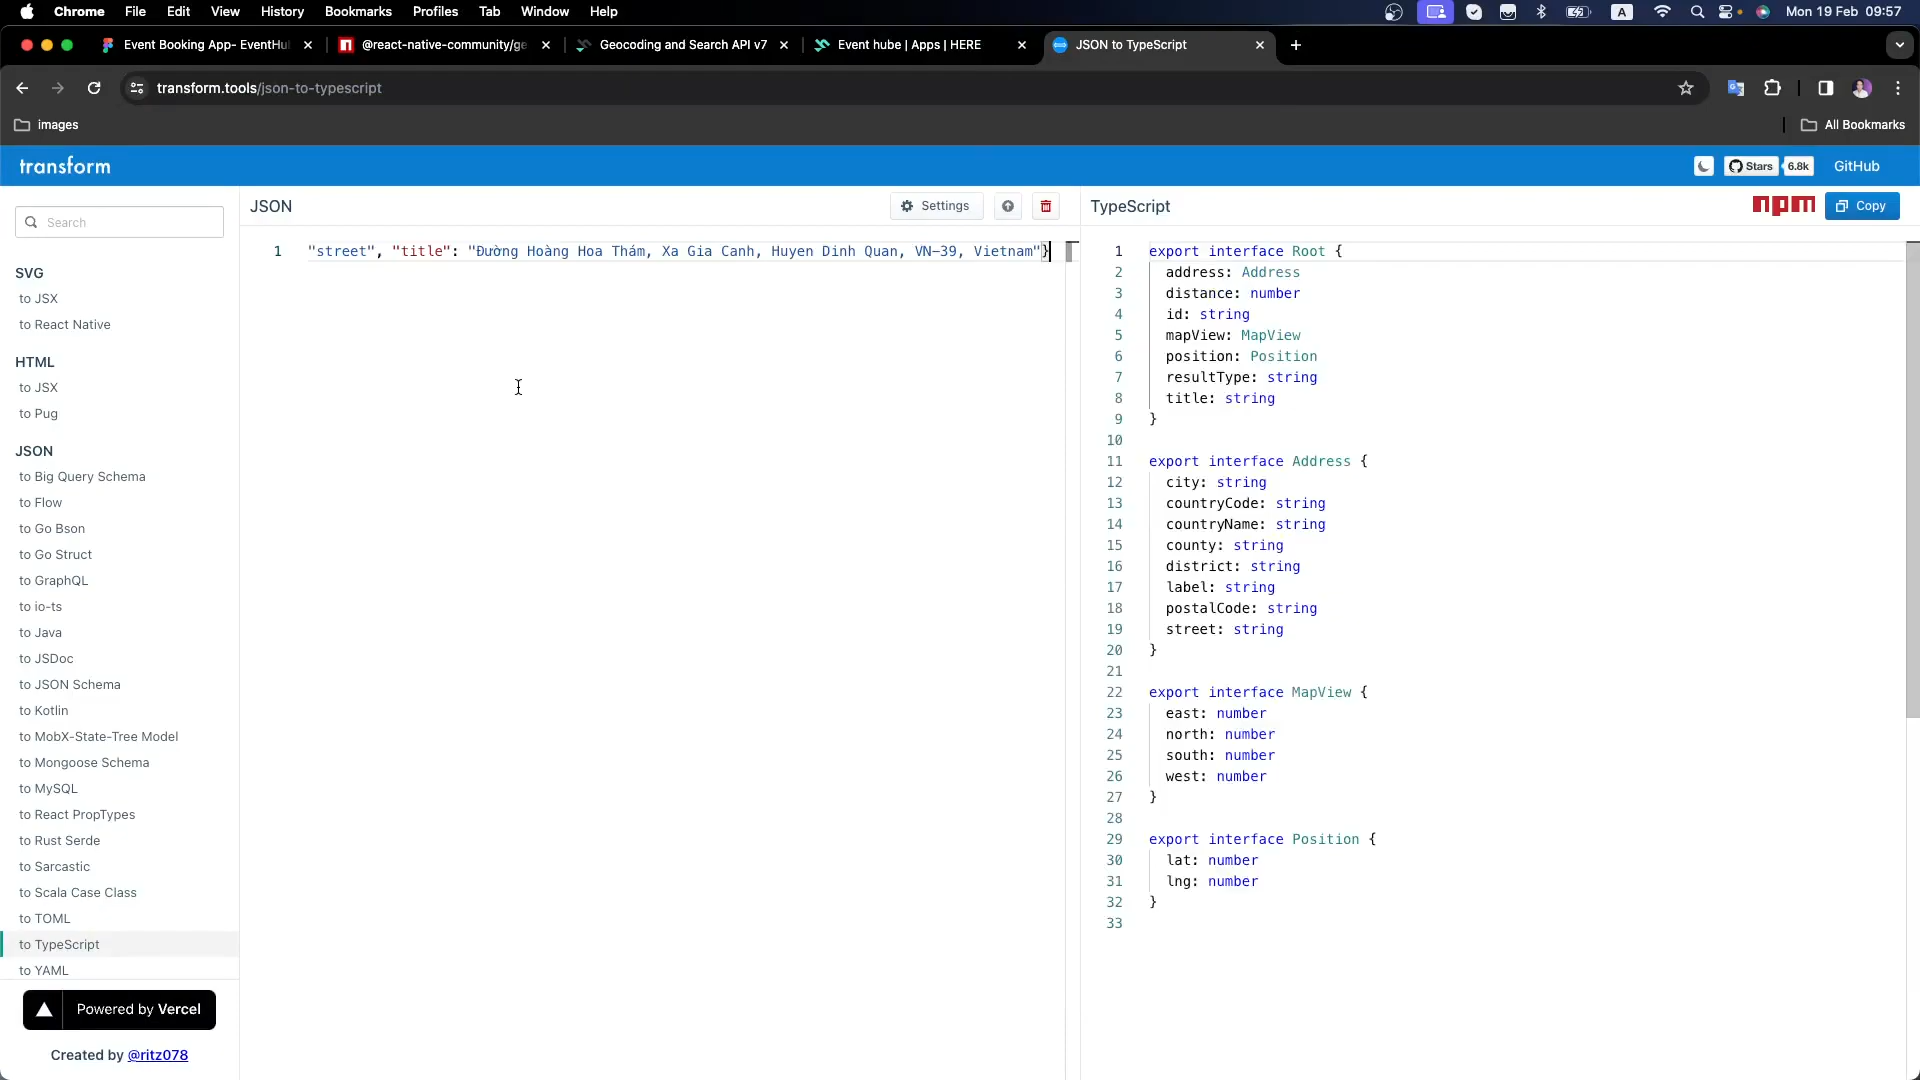 Chrome File Edit View History Bookmarks Profiles Tab Window Help A Mon 19 Feb 09:57
Event Booking App- EventHu @react-native-community/ge Geocoding and Search API v7 Event hube | Apps | HERE JSON to TypeScript
transform.tools/json-to-typescript
images All Bookmarks
transform Stars 6.8k GitHub
Search
SVG
to JSX
to React Native
HTML
to JSX
to Pug
JSON
to Big Query Schema
to Flow
to Go Bson
to Go Struct
to GraphQL
to io-ts
to Java
to JSDoc
to JSON Schema
to Kotlin
to MobX-State-Tree Model
to Mongoose Schema
to MySQL
to React PropTypes
to Rust Serde
to Sarcastic
to Scala Case Class
to TOML
to TypeScript
to YAML
Powered by Vercel
Created by @ritz078
JSON Settings
1 "street", "title": "Đường Hoàng Hoa Thám, Xa Gia Canh, Huyen Dinh Quan, VN-39, Vietnam"}
TypeScript npm Copy
1 export interface Root {
2 address: Address
3 distance: number
4 id: string
5 mapView: MapView
6 position: Position
7 resultType: string
8 title: string
9 }
10
11 export interface Address {
12 city: string
13 countryCode: string
14 countryName: string
15 county: string
16 district: string
17 label: string
18 postalCode: string
19 street: string
20 }
21
22 export interface MapView {
23 east: number
24 north: number
25 south: number
26 west: number
27 }
28
29 export interface Position {
30 lat: number
31 lng: number
32 }
33